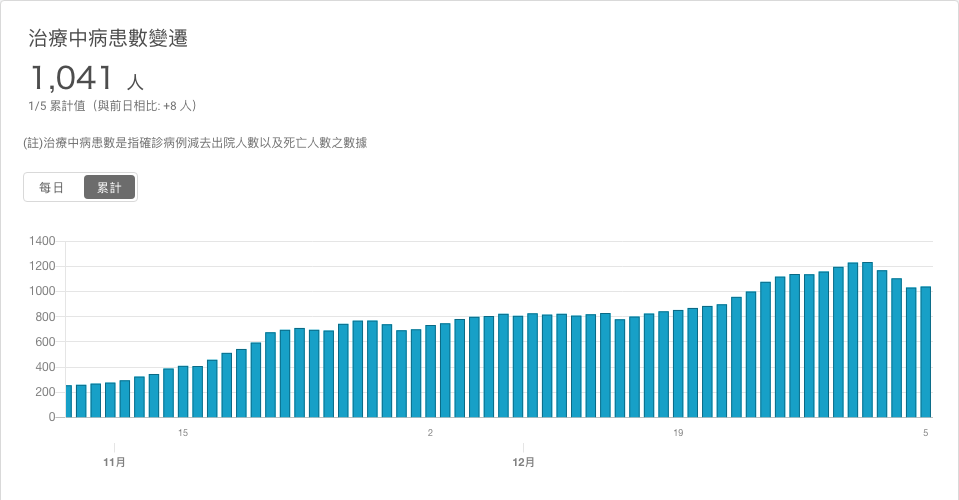 治療中病患數變遷
1,041 人
1/5 累計值（與前日相比: +8 人）
(註)治療中病患數是指確診病例減去出院人數以及死亡人數之數據
每日 累計
1400
1200
1000
800
600
400
200
0
15 2 19 5
11月 12月